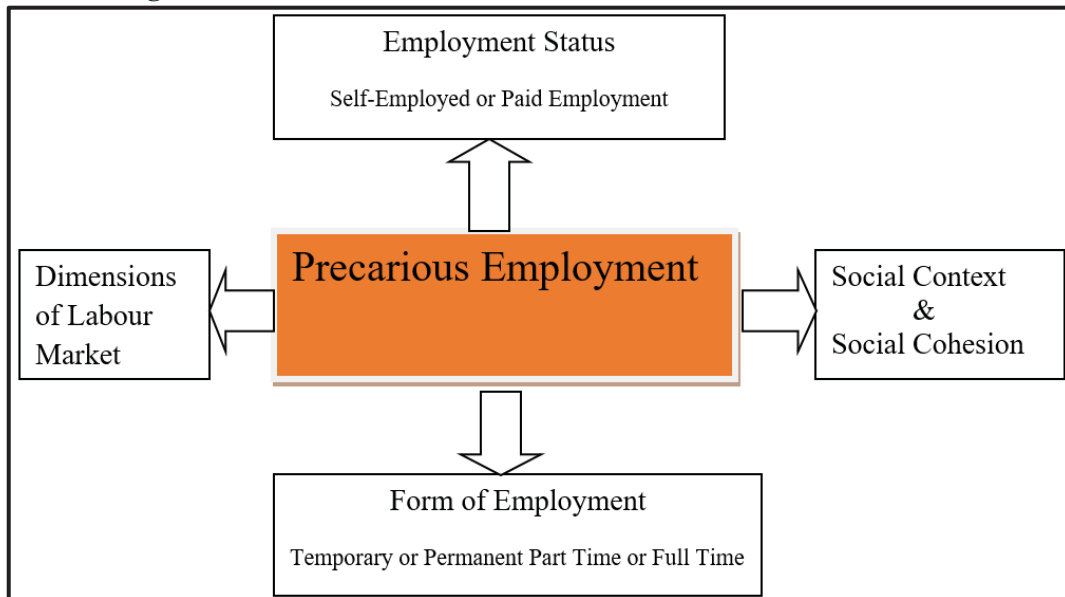 Employment Status
Self-Employed or Paid Employment
Precarious Employment
Dimensions
of Labour
Market
Social Context
&
Social Cohesion
Form of Employment
Temporary or Permanent Part Time or Full Time